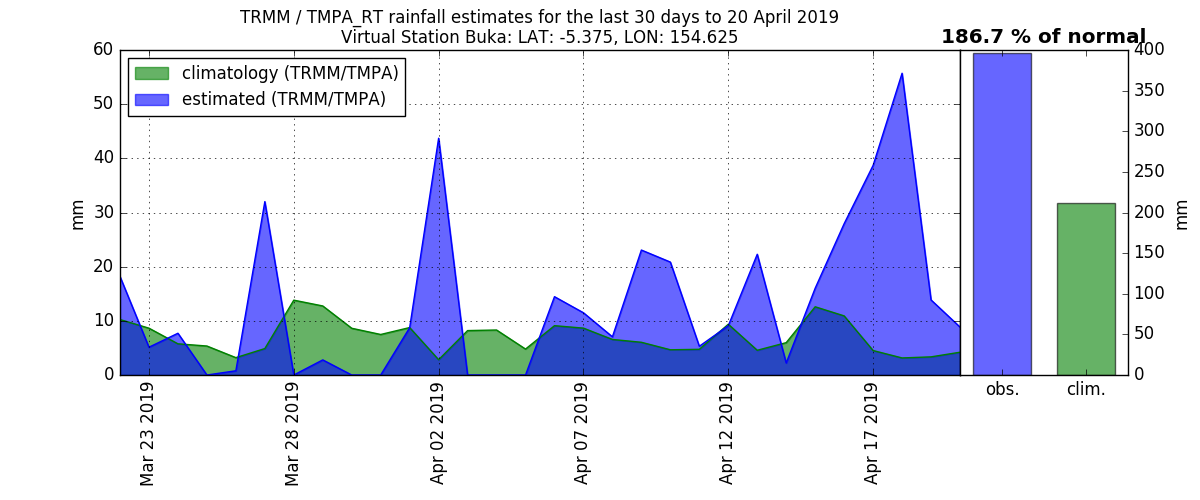 TRMM / TMPA_RT rainfall estimates for the last 30 days to 20 April 2019
Virtual Station Buka: LAT: -5.375, LON: 154.625
186.7 % of normal
climatology (TRMM/TMPA)
estimated (TRMM/TMPA)
60
50
40
30
20
10
0
mm
Mar 23 2019
Mar 28 2019
Apr 02 2019
Apr 07 2019
Apr 12 2019
Apr 17 2019
400
350
300
250
200
150
100
50
0
mm
obs.
clim.